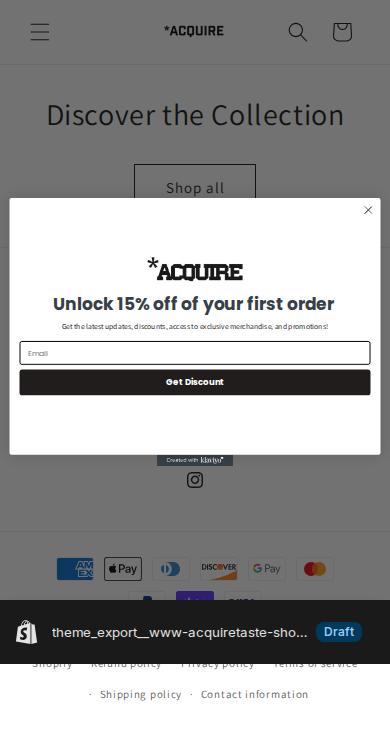 *ACQUIRE
Discover the Collection
Shop all
*ACQUIRE
Unlock 15% off of your first order
Get the latest updates, discounts, access to exclusive merchandise, and promotions!
Email
Get Discount
Created with klaviyo
AMEX Pay DISCOVER G Pay
theme_export__www-acquiretaste-sho... Draft
Shopify · Refund policy · Privacy policy · Terms of service
· Shipping policy · Contact information